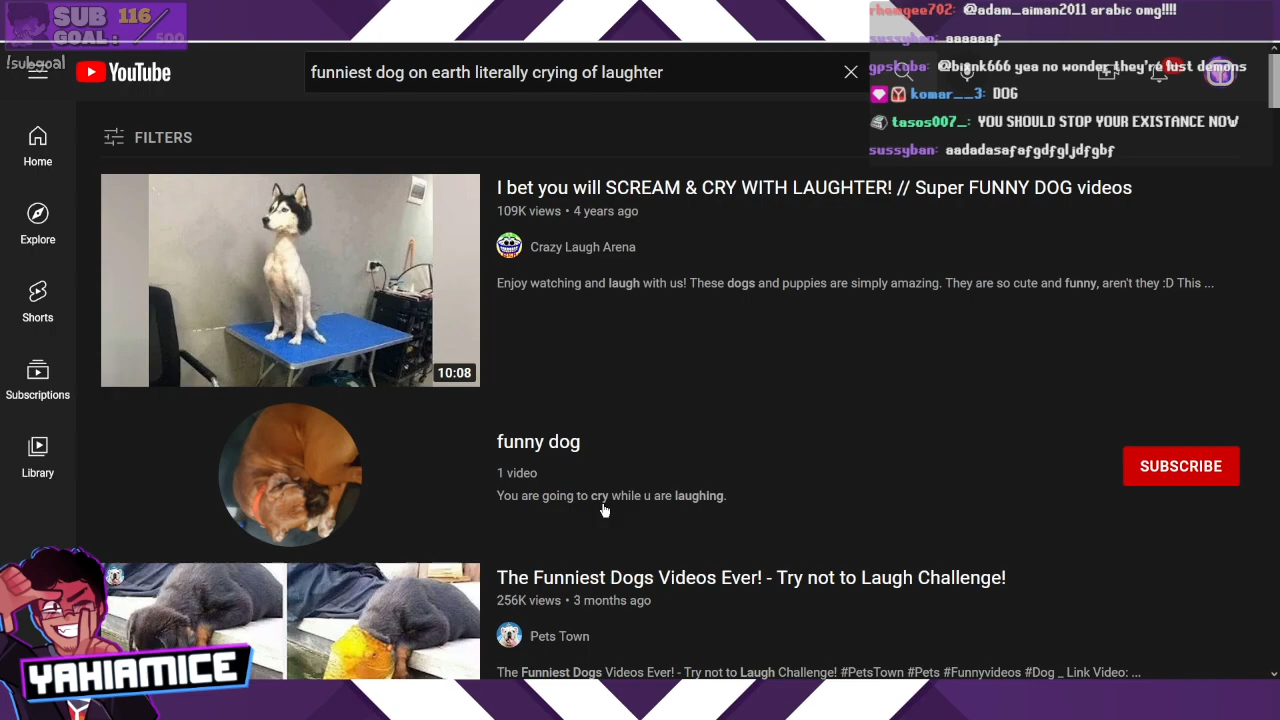 SUB 116 /
GOAL: 500
!subgoal
rhamgee702: @adam_aiman2011 arabic omg!!!!
sussyban: aaaaaaf
gpskuba: @bisnk666 yea no wonder they're just demons
komar__3: DOG
tasos007_: YOU SHOULD STOP YOUR EXISTANCE NOW
sussyban: aadadasafafgdfgljdfgbf
YouTube
funniest dog on earth literally crying of laughter
Home
Explore
Shorts
Subscriptions
Library
FILTERS
10:08
I bet you will SCREAM & CRY WITH LAUGHTER! // Super FUNNY DOG videos
109K views • 4 years ago
Crazy Laugh Arena
Enjoy watching and laugh with us! These dogs and puppies are simply amazing. They are so cute and funny, aren't they :D This ...
funny dog
1 video
You are going to cry while u are laughing.
SUBSCRIBE
The Funniest Dogs Videos Ever! - Try not to Laugh Challenge!
256K views • 3 months ago
Pets Town
The Funniest Dogs Videos Ever! - Try not to Laugh Challenge! #PetsTown #Pets #Funnyvideos #Dog _ Link Video: ...
YAHIAMICE